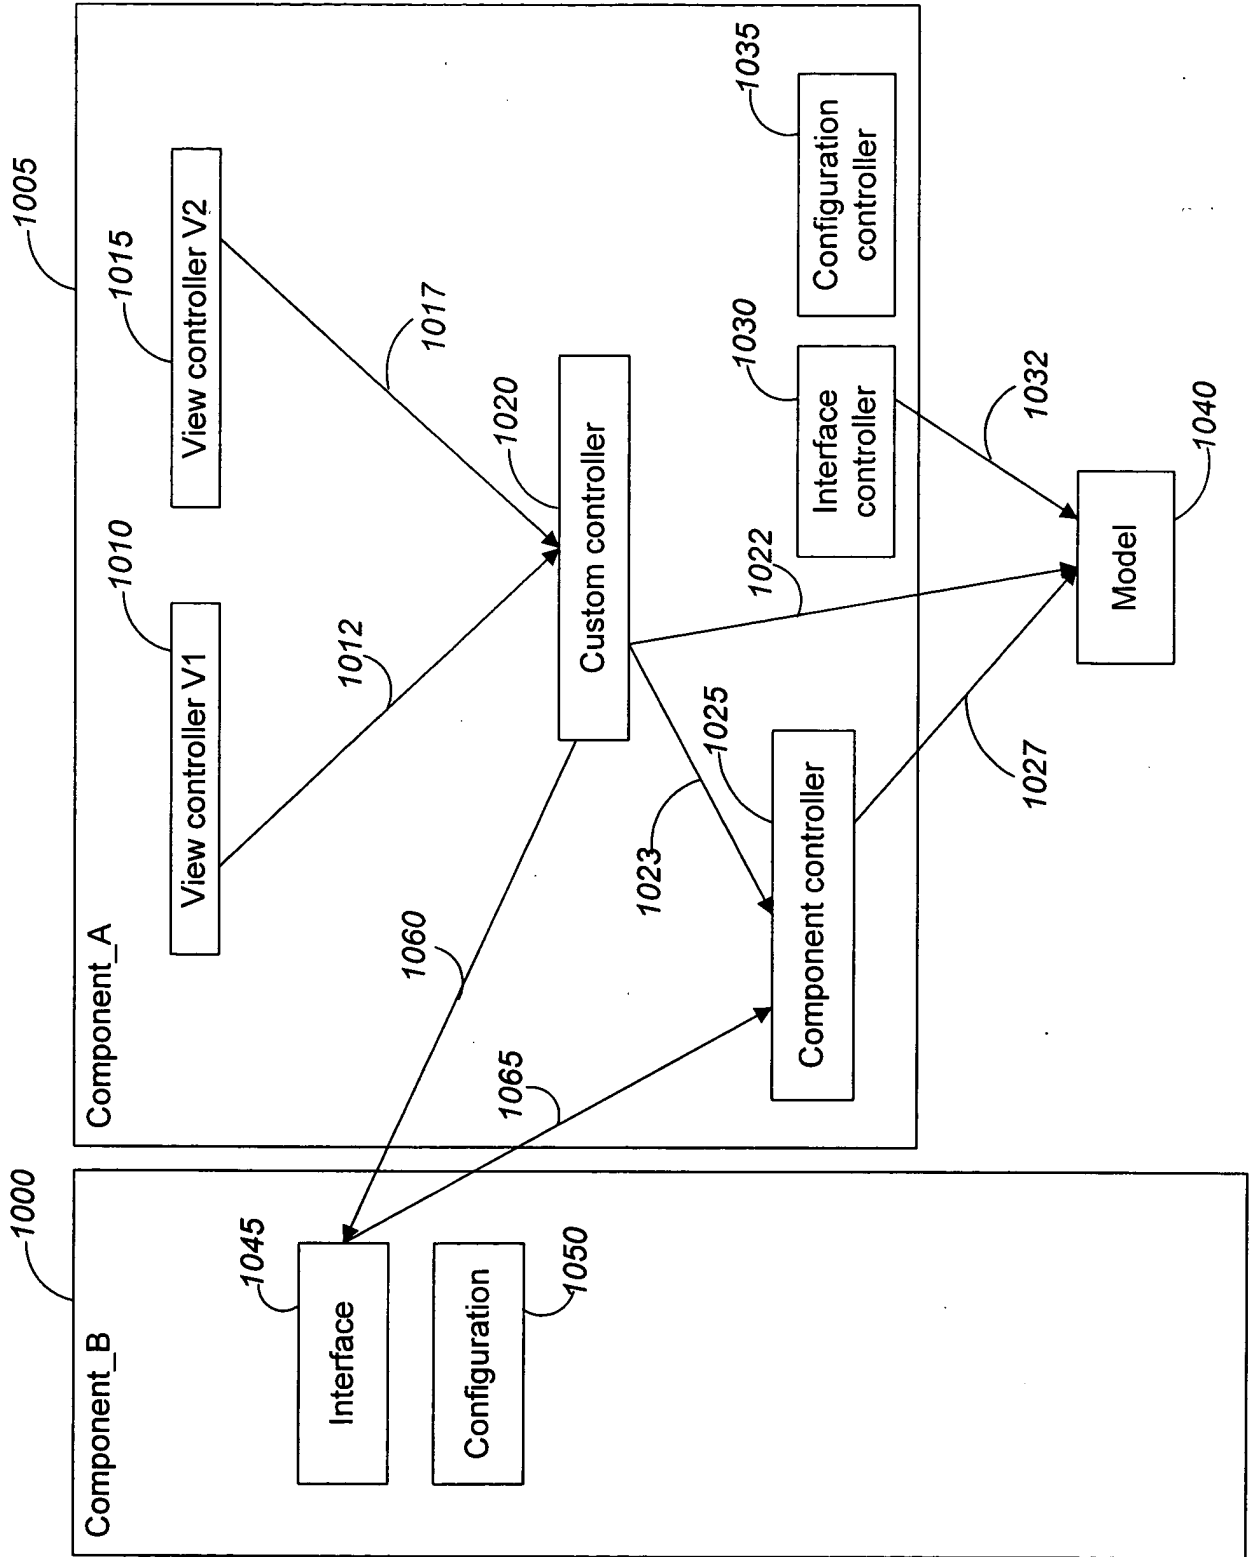 1000
1005
Component_B
Component_A
1010
1015
View controller V1
View controller V2
1045
Interface
1012
1017
1060
Configuration
1050
1020
Custom controller
1065
1023
1025
1022
1030
1035
Component controller
Interface
controller
Configuration
controller
1027
1032
Model
1040